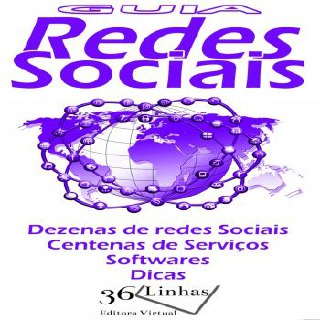 GUIA
Redes
Sociais
Dezenas de redes Sociais
Centenas de Serviços
Softwares
Dicas
36 Linhas
Editora Virtual